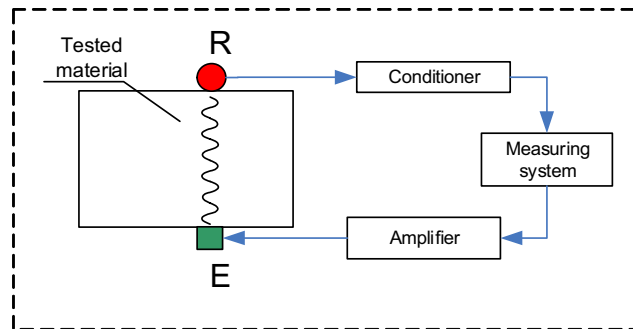 Tested
material
R
Conditioner
Measuring
system
Amplifier
E